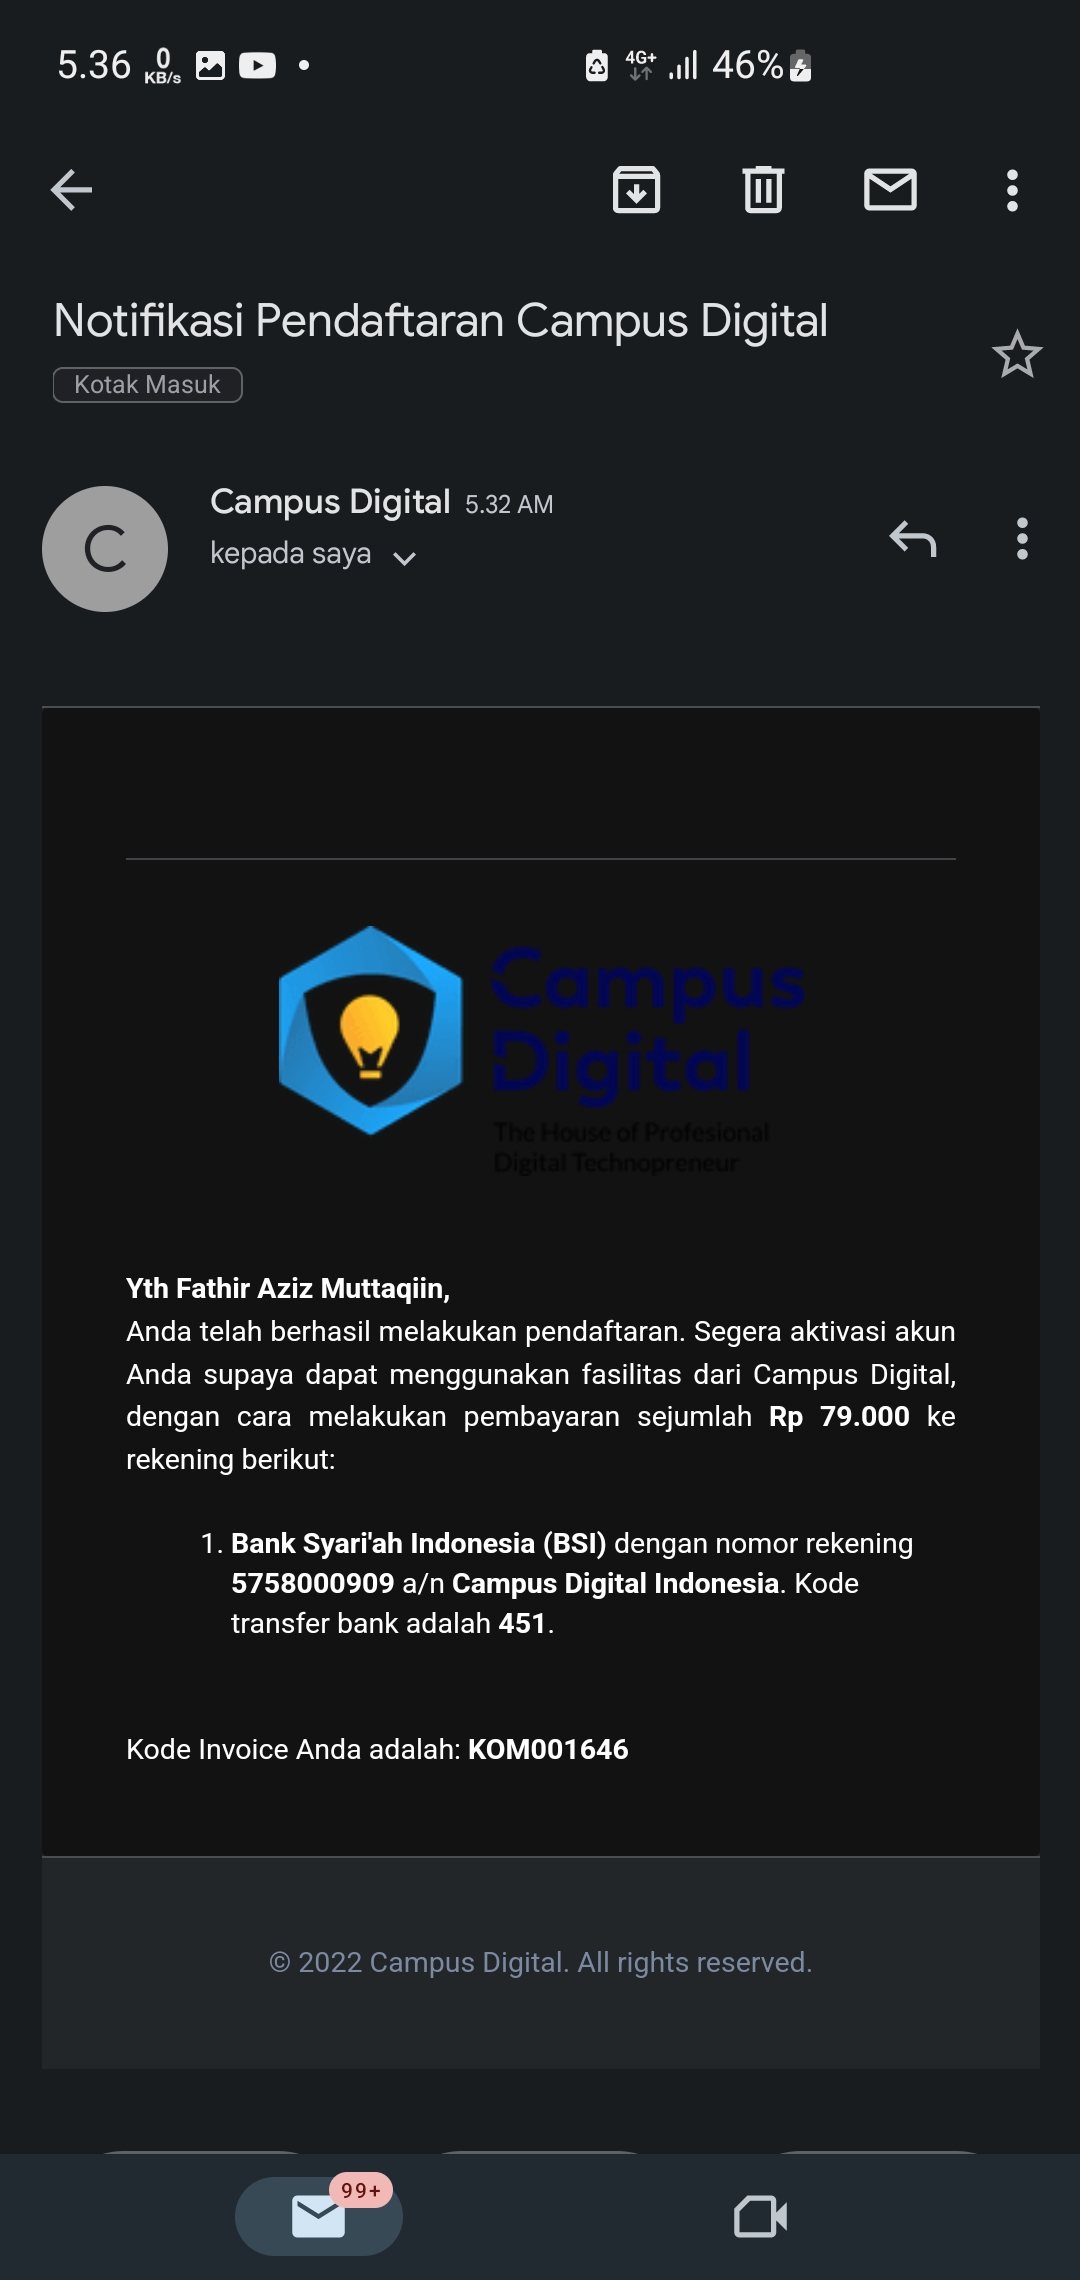 5.36 0 KB/s 4G+ 46%
Notifikasi Pendaftaran Campus Digital
Kotak Masuk
C
Campus Digital 5.32 AM
kepada saya
Campus
Digital
The House of Profesional
Digital Technopreneur
Yth Fathir Aziz Muttaqiin,
Anda telah berhasil melakukan pendaftaran. Segera aktivasi akun
Anda supaya dapat menggunakan fasilitas dari Campus Digital,
dengan cara melakukan pembayaran sejumlah Rp 79.000 ke
rekening berikut:
1. Bank Syari'ah Indonesia (BSI) dengan nomor rekening
5758000909 a/n Campus Digital Indonesia. Kode
transfer bank adalah 451.
Kode Invoice Anda adalah: KOM001646
© 2022 Campus Digital. All rights reserved.
99+